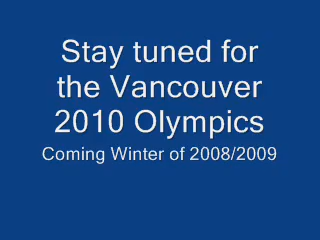 Stay tuned for
the Vancouver
2010 Olympics
Coming Winter of 2008/2009